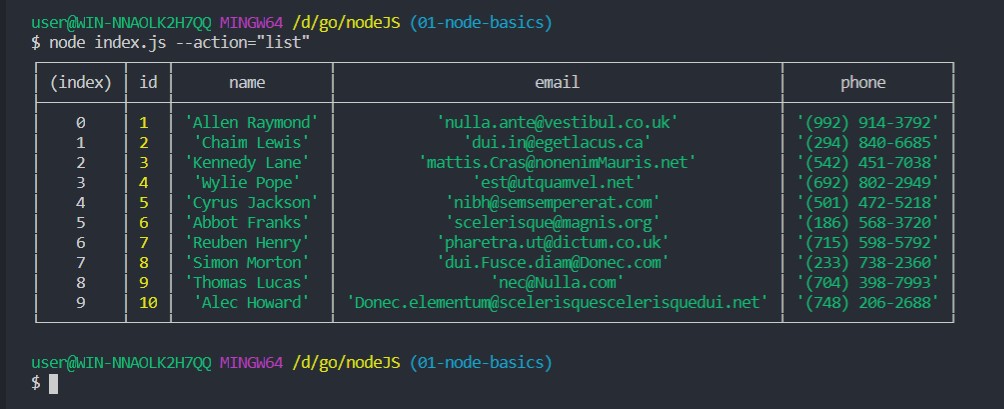 user@WIN-NNAOLK2H7QQ MINGW64 /d/go/nodeJS (01-node-basics)
$ node index.js --action="list"
(index) id name email phone
0 1 'Allen Raymond' 'nulla.ante@vestibul.co.uk' '(992) 914-3792'
1 2 'Chaim Lewis' 'dui.in@egetlacus.ca' '(294) 840-6685'
2 3 'Kennedy Lane' 'mattis.Cras@nonenimMauris.net' '(542) 451-7038'
3 4 'Wylie Pope' 'est@utquamvel.net' '(692) 802-2949'
4 5 'Cyrus Jackson' 'nibh@semsempererat.com' '(501) 472-5218'
5 6 'Abbot Franks' 'scelerisque@magnis.org' '(186) 568-3720'
6 7 'Reuben Henry' 'pharetra.ut@dictum.co.uk' '(715) 598-5792'
7 8 'Simon Morton' 'dui.Fusce.diam@Donec.com' '(233) 738-2360'
8 9 'Thomas Lucas' 'nec@Nulla.com' '(704) 398-7993'
9 10 'Alec Howard' 'Donec.elementum@scelerisquescelerisquedui.net' '(748) 206-2688'
user@WIN-NNAOLK2H7QQ MINGW64 /d/go/nodeJS (01-node-basics)
$